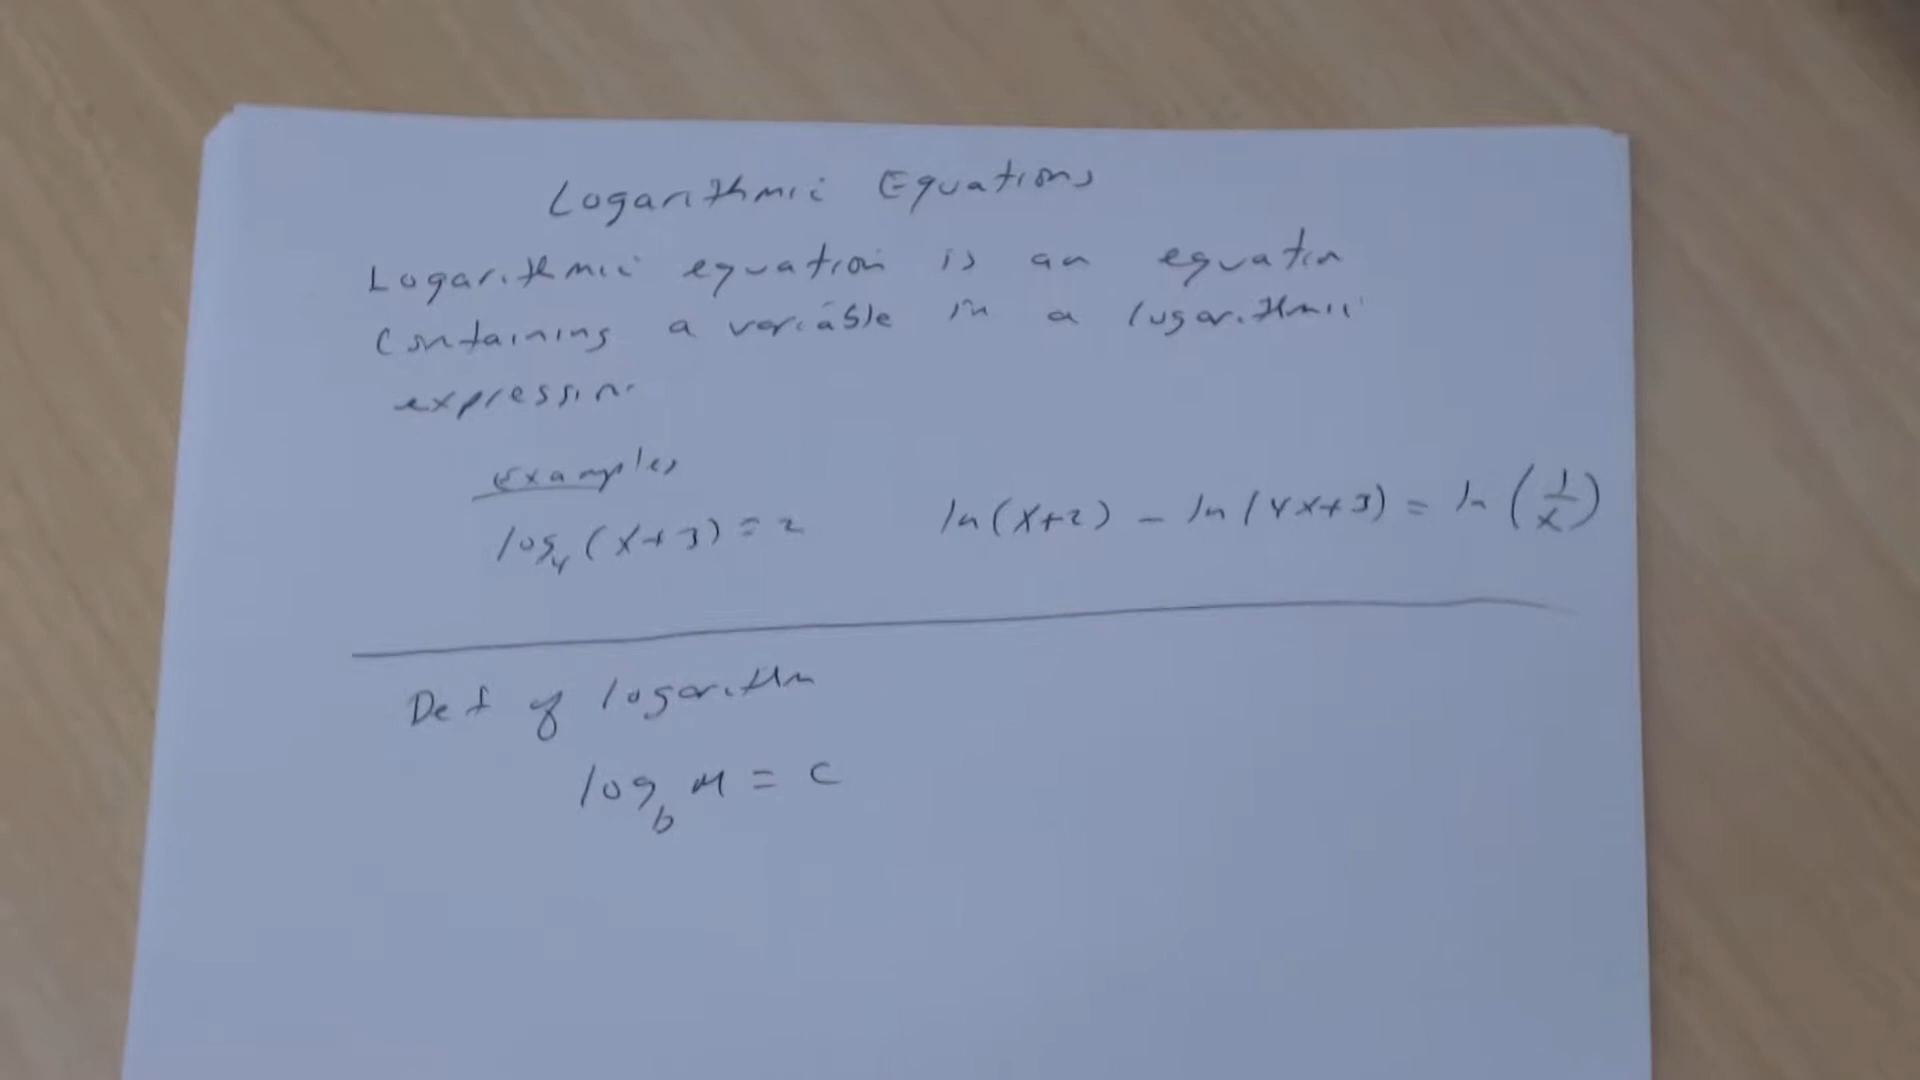 Logarithmic Equations
Logarithmic equation is an equation
containing a variable in a logarithmic
expression.
examples
log₄(x+3) = 2 ln(x+2) - ln(4x+3) = ln(1/x)
Def of logarithm
log_b M = c